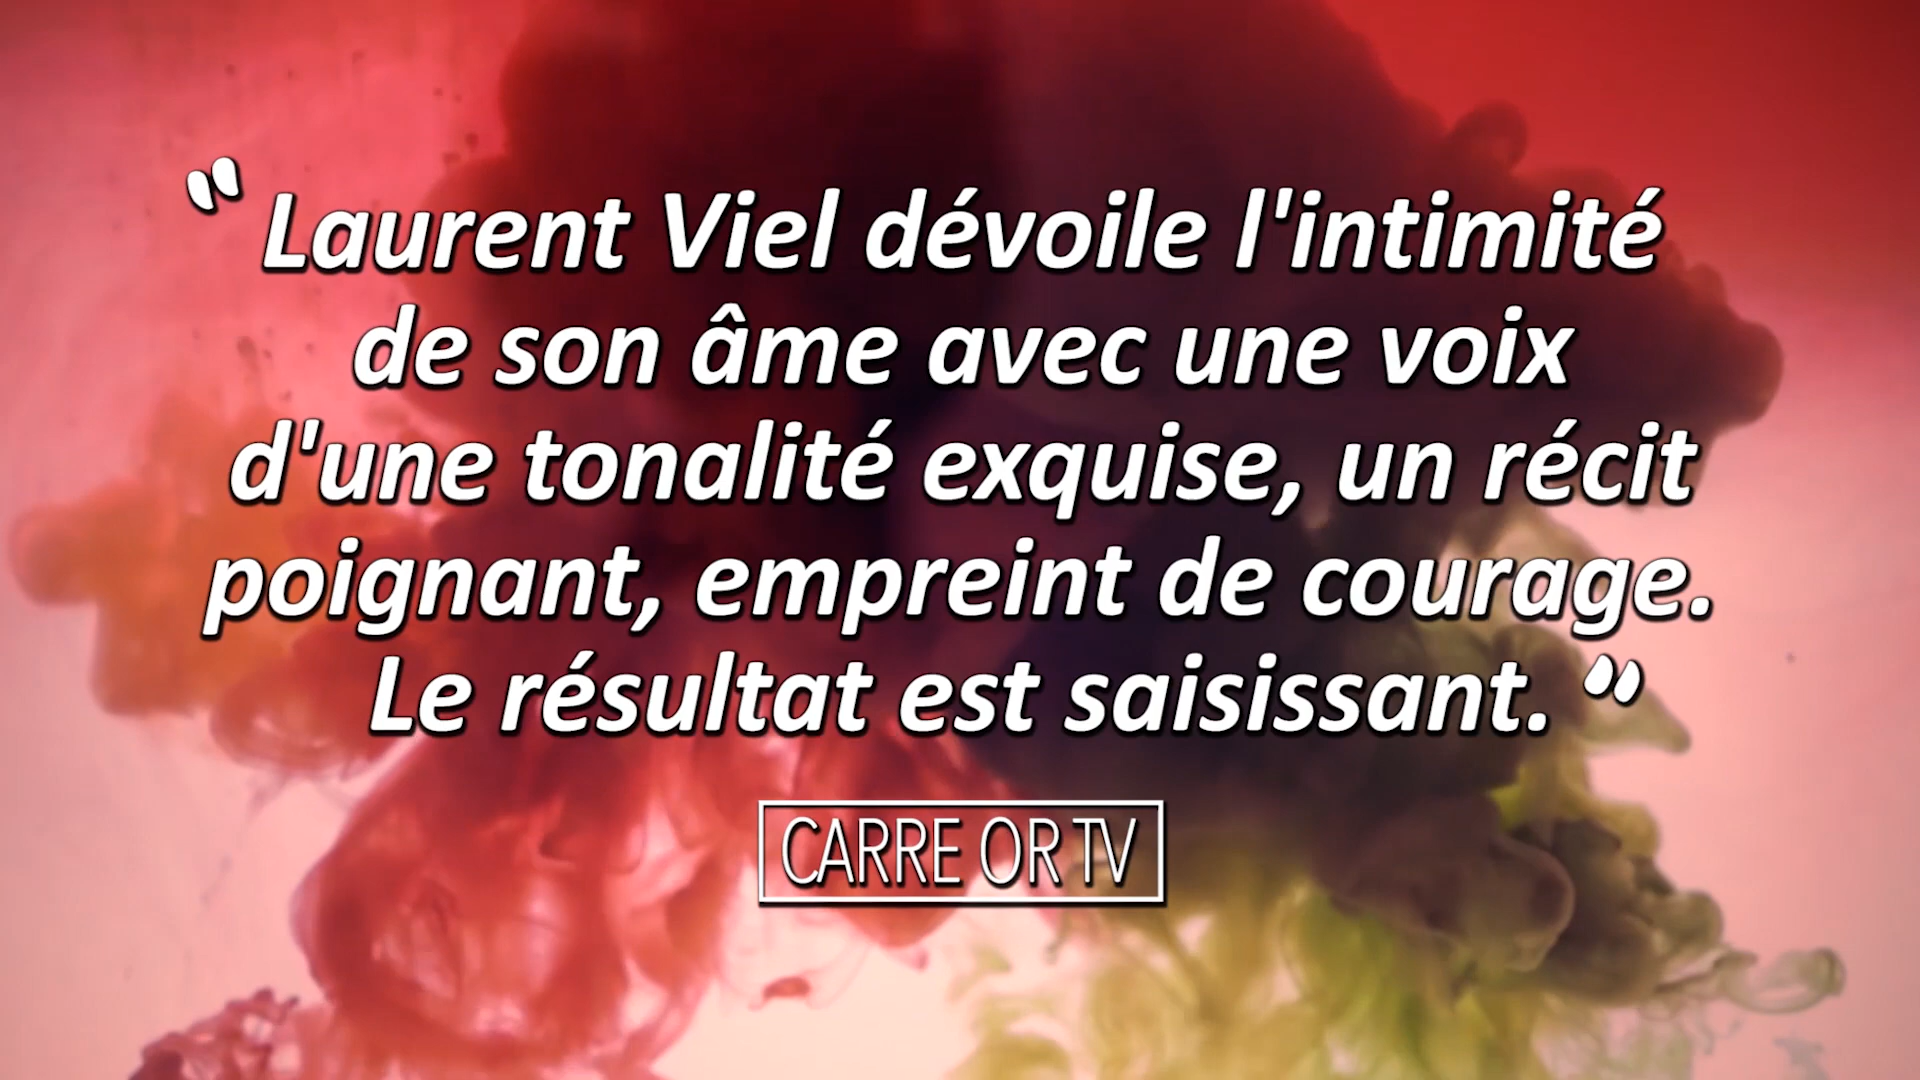 “ Laurent Viel dévoile l'intimité
de son âme avec une voix
d'une tonalité exquise, un récit
poignant, empreint de courage.
Le résultat est saisissant. ”
CARRE OR TV